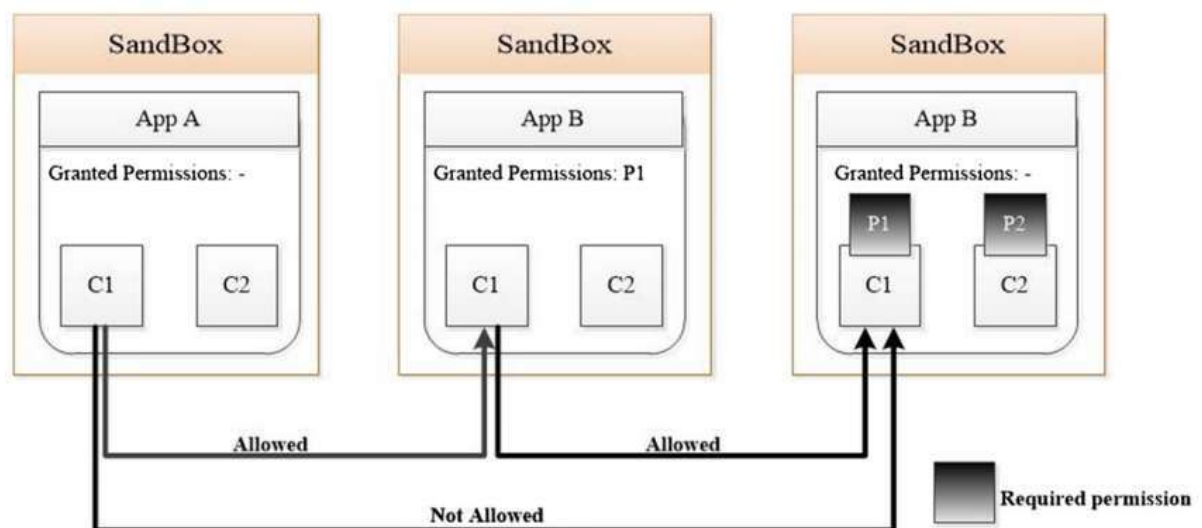 SandBox
App A
Granted Permissions: -
C1
C2
SandBox
App B
Granted Permissions: P1
C1
C2
SandBox
App B
Granted Permissions: -
P1
P2
C1
C2
Allowed
Allowed
Not Allowed
Required permission